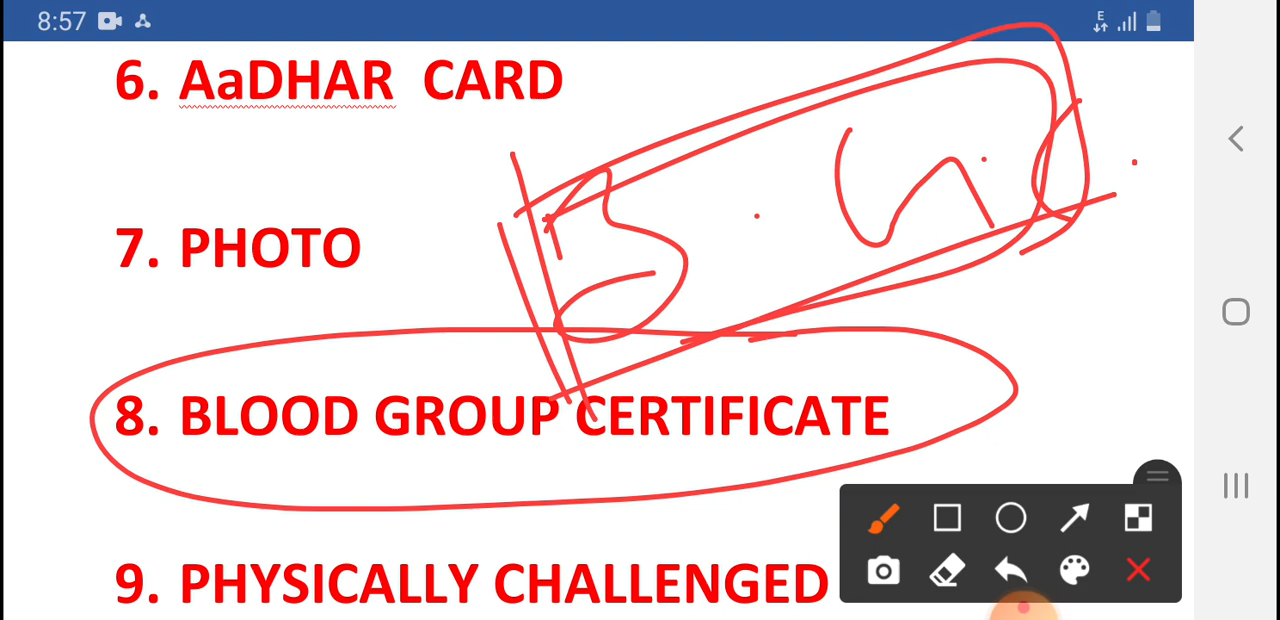 8:57
E
6. AaDHAR CARD
7. PHOTO
8. BLOOD GROUP CERTIFICATE
9. PHYSICALLY CHALLENGED